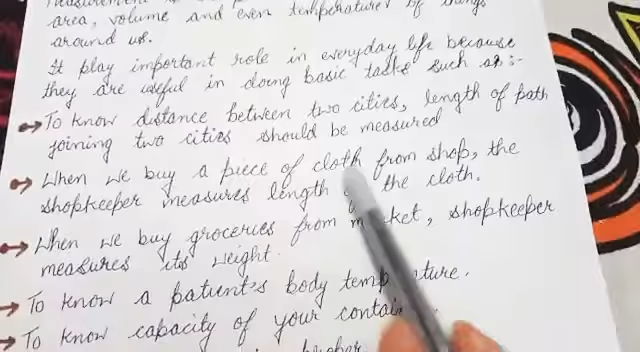 area, volume and even temperature of things
around us.
It play important role in everyday life because
they are useful in doing basic tasks such as :-
To know distance between two cities, length of path
joining two cities should be measured
When we buy a piece of cloth from shop, the
shopkeeper measures length the cloth.
When we buy groceries from market, shopkeeper
measures its weight.
To know a patient's body temperature.
To know capacity of your